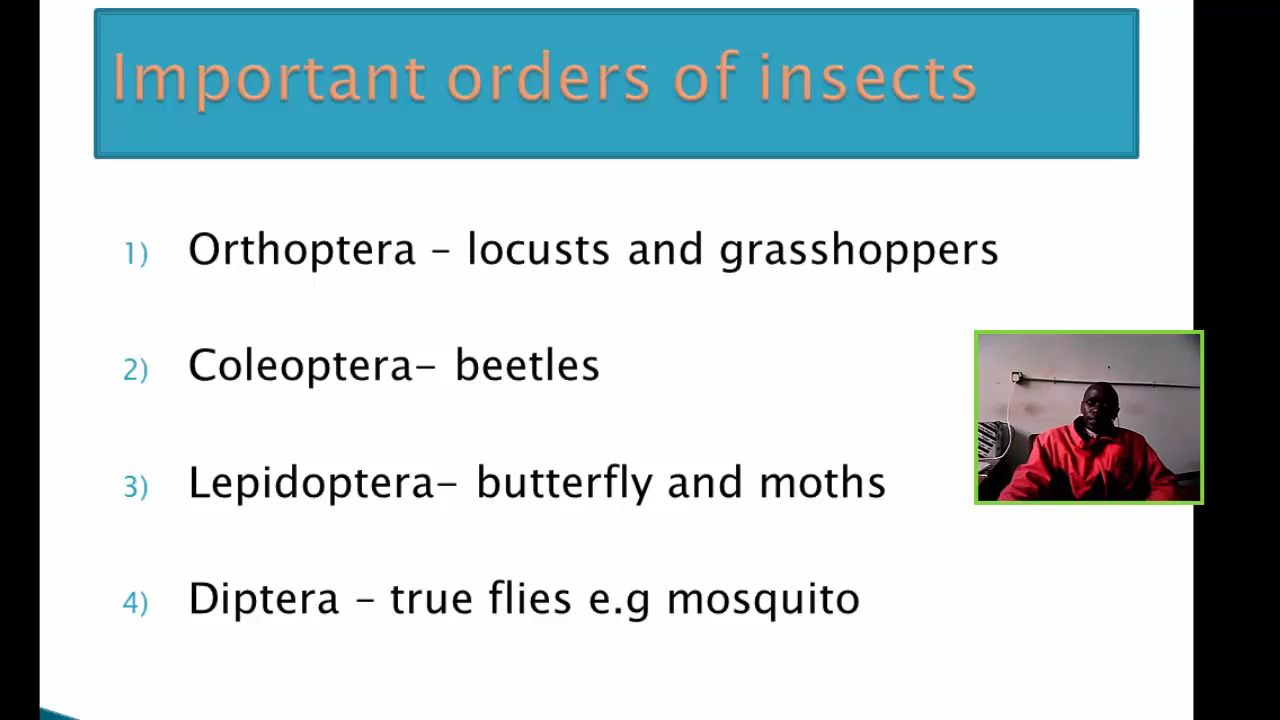 Important orders of insects
1) Orthoptera – locusts and grasshoppers
2) Coleoptera– beetles
3) Lepidoptera– butterfly and moths
4) Diptera – true flies e.g mosquito